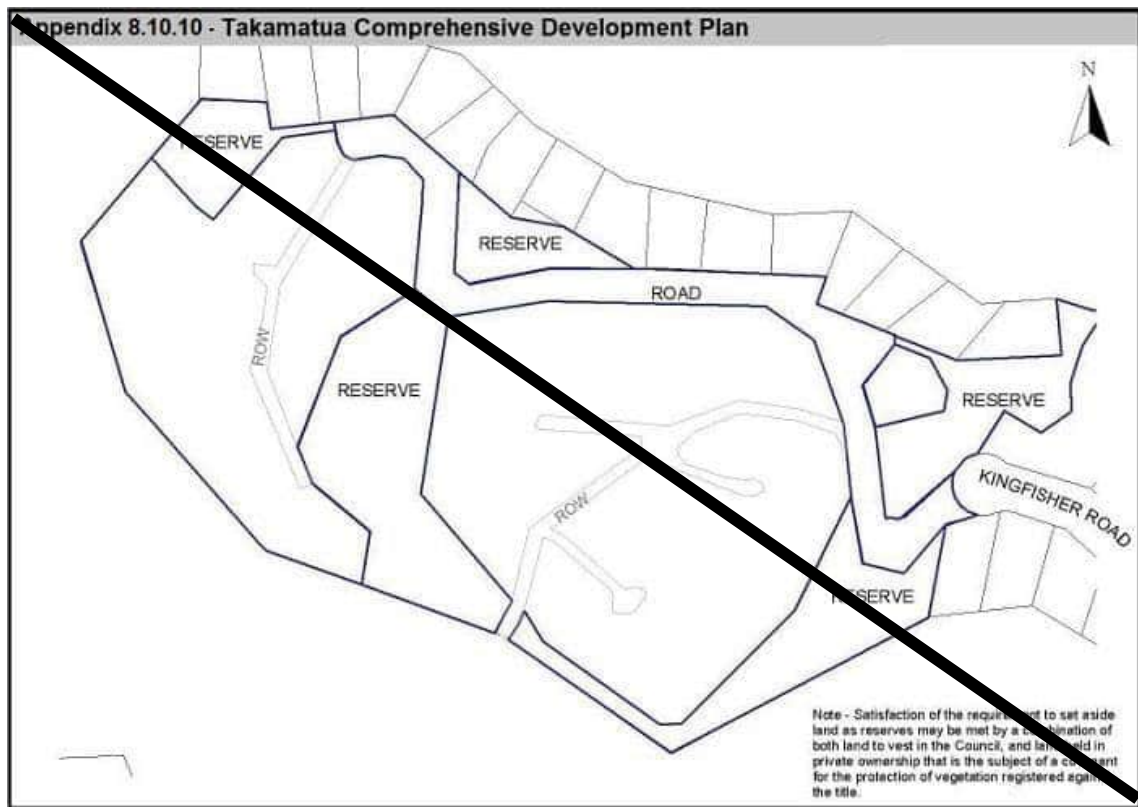 Appendix 8.10.10 - Takamatua Comprehensive Development Plan
N
RESERVE
RESERVE
ROAD
ROW
RESERVE
RESERVE
KINGFISHER ROAD
ROW
RESERVE
Note - Satisfaction of the requirement to set aside
land as reserves may be met by a combination of
both land to vest in the Council, and land held in
private ownership that is the subject of a covenant
for the protection of vegetation registered against
the title.